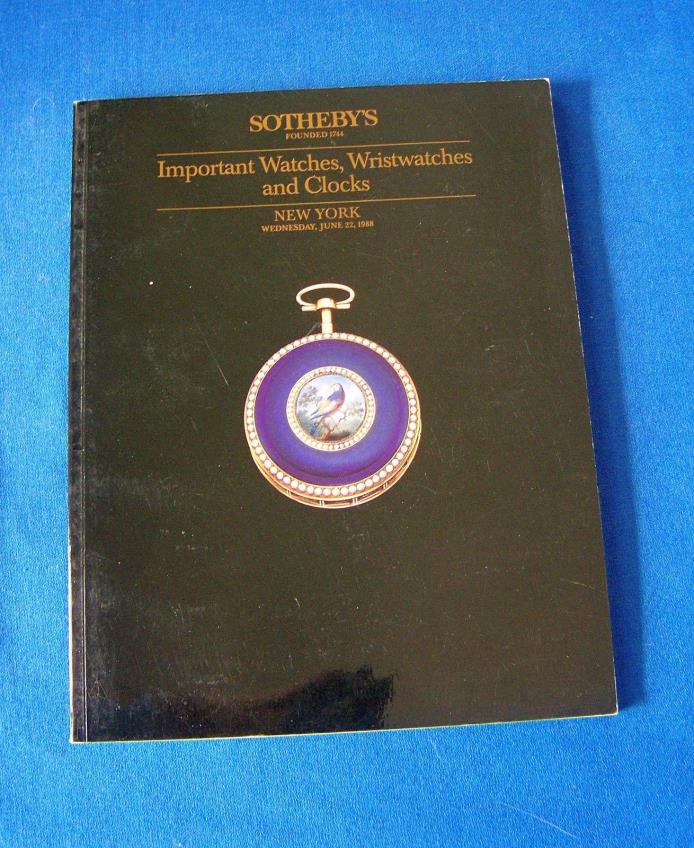 SOTHEBY'S
FOUNDED 1744
Important Watches, Wristwatches
and Clocks
NEW YORK
WEDNESDAY, JUNE 22, 1988